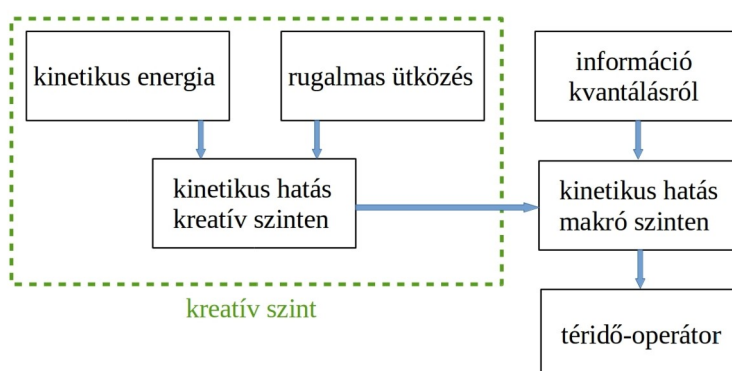 kinetikus energia
rugalmas ütközés
információ
kvantálásról
kinetikus hatás
kreatív szinten
kinetikus hatás
makró szinten
kreatív szint
téridő-operátor